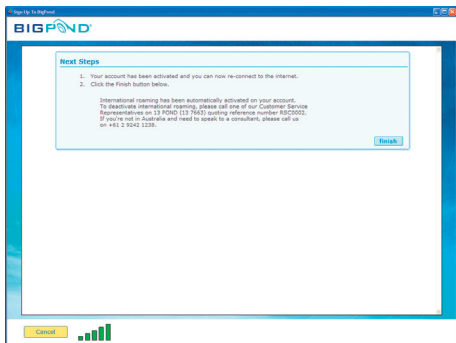 Sign Up To BigPond
BIGPOND
Next Steps
1. Your account has been activated and you can now re-connect to the internet.
2. Click the Finish button below.
International roaming has been automatically activated on your account.
To deactivate international roaming, please call one of our Customer Service
Representatives on 13 POND (13 7663) quoting reference number RBC0002.
If you're not in Australia and need to speak to a consultant, please call us
on +61 2 9242 1238.
finish
Cancel